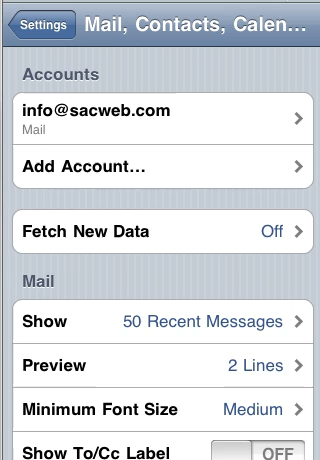 Settings
Mail, Contacts, Calen...
Accounts
info@sacweb.com
Mail
Add Account...
Fetch New Data Off
Mail
Show 50 Recent Messages
Preview 2 Lines
Minimum Font Size Medium
Show To/Cc Label OFF